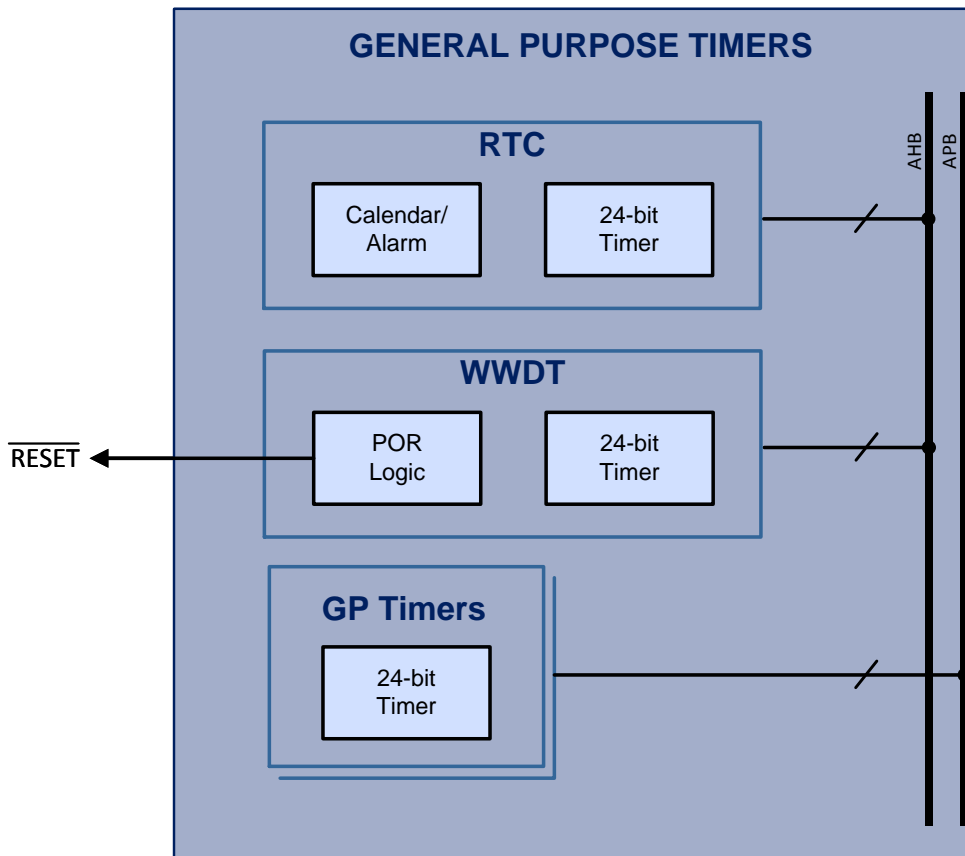 GENERAL PURPOSE TIMERS
AHB
APB
RTC
Calendar/
Alarm
24-bit
Timer
WWDT
RESET
POR
Logic
24-bit
Timer
GP Timers
24-bit
Timer